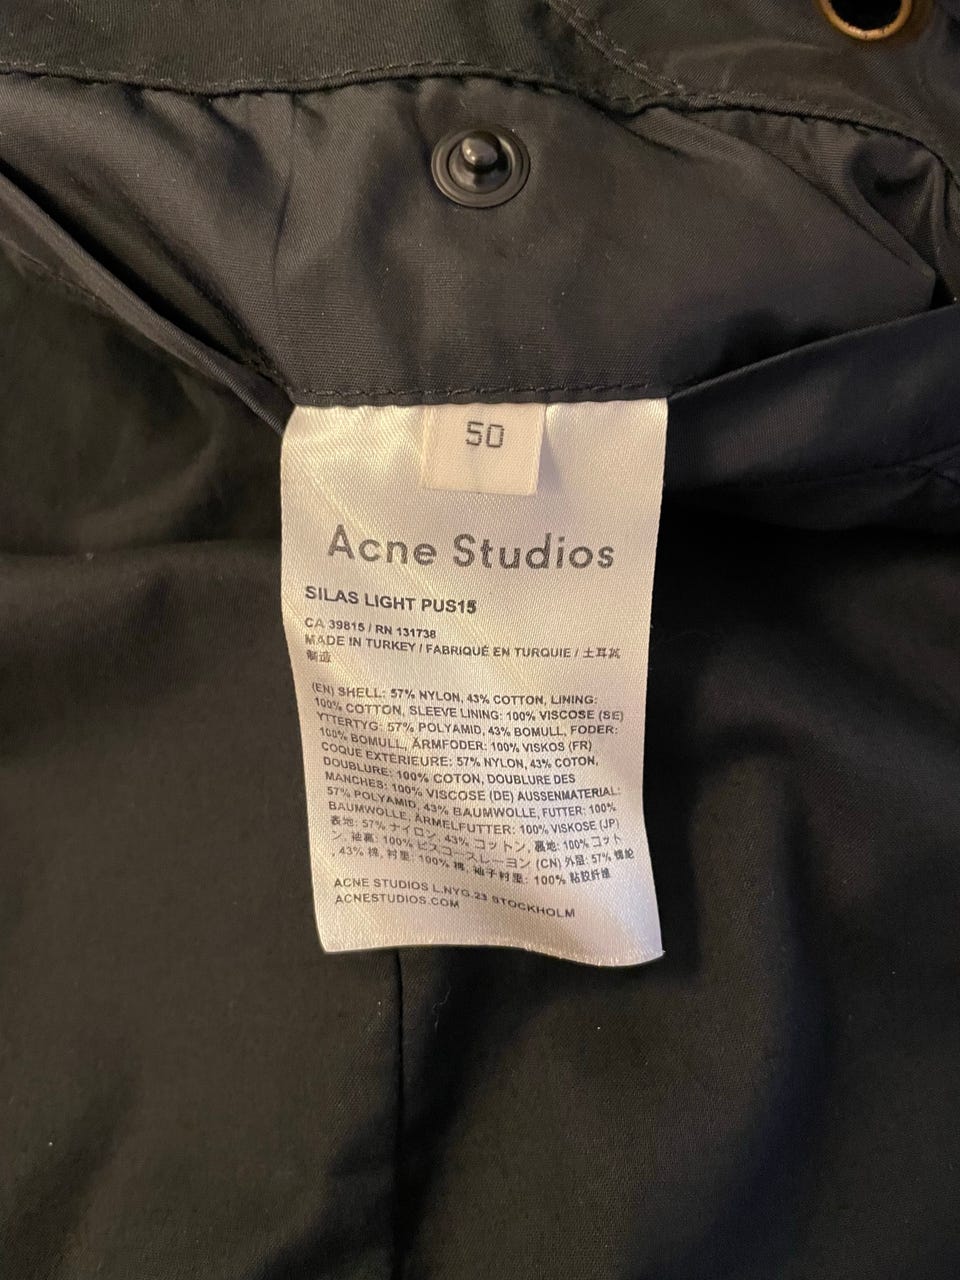 50
Acne Studios
SILAS LIGHT PUS15
CA 39815 / RN 131738
MADE IN TURKEY / FABRIQUÉ EN TURQUIE / 土耳其
制造
(EN) SHELL: 57% NYLON, 43% COTTON, LINING:
100% COTTON, SLEEVE LINING: 100% VISCOSE (SE)
YTTERTYG: 57% POLYAMID, 43% BOMULL, FODER:
100% BOMULL, ÄRMFODER: 100% VISKOS (FR)
COQUE EXTÉRIEURE: 57% NYLON, 43% COTON,
DOUBLURE: 100% COTON, DOUBLURE DES
MANCHES: 100% VISCOSE (DE) AUSSENMATERIAL:
57% POLYAMID, 43% BAUMWOLLE, FUTTER: 100%
BAUMWOLLE, ÄRMELFUTTER: 100% VISKOSE (JP)
表地: 57% ナイロン, 43% コットン, 裏地: 100% コット
ン, 袖裏: 100% ビスコースレーヨン (CN) 外层: 57% 锦纶
, 43% 棉, 衬里: 100% 棉, 袖子衬里: 100% 粘胶纤维
ACNE STUDIOS L.NYG.23 STOCKHOLM
ACNESTUDIOS.COM